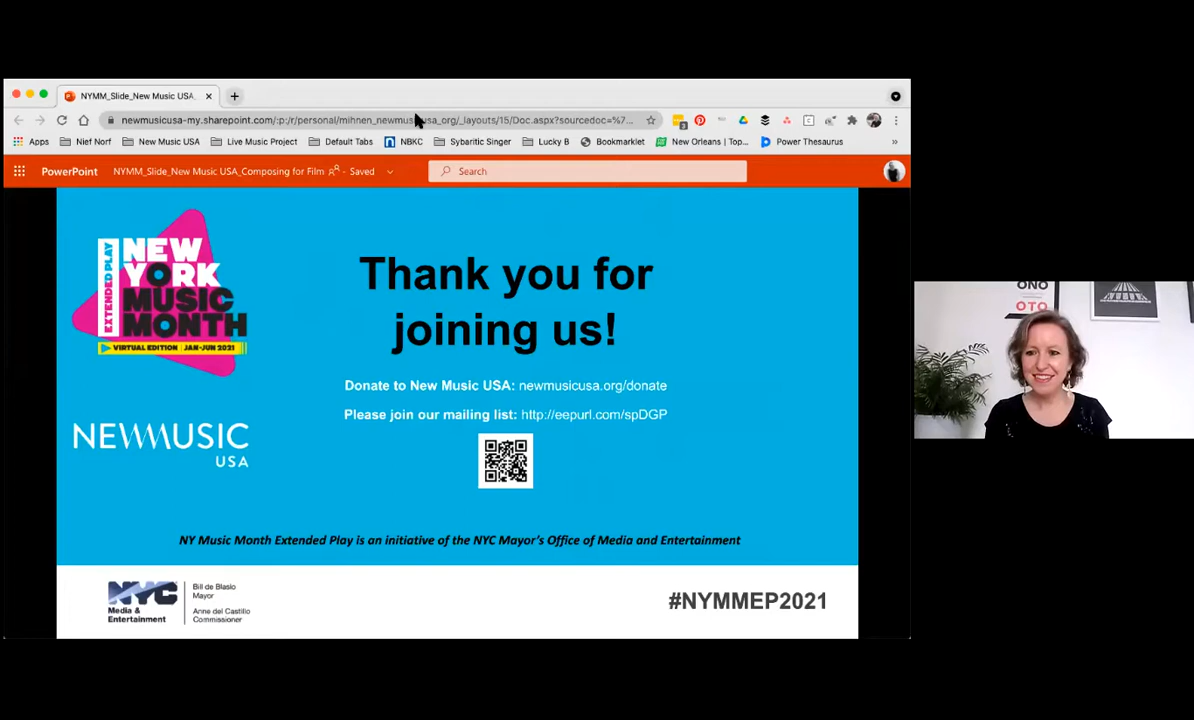 NYMM_Slide_New Music USA_
newmusicusa-my.sharepoint.com/:p:/r/personal/mihnen_newmusicusa_org/_layouts/15/Doc.aspx?sourcedoc=%7...
Apps Nief Norf New Music USA Live Music Project Default Tabs NBKC Sybaritic Singer Lucky B Bookmarklet New Orleans | Top... Power Thesaurus
PowerPoint NYMM_Slide_New Music USA_Composing for Film - Saved Search
EXTENDED PLAY
NEW
YORK
MUSIC
MONTH
VIRTUAL EDITION | JAN-JUN 2021
Thank you for
joining us!
Donate to New Music USA: newmusicusa.org/donate
Please join our mailing list: http://eepurl.com/spDGP
NEWMUSIC
USA
NY Music Month Extended Play is an initiative of the NYC Mayor's Office of Media and Entertainment
NYC
Media &
Entertainment
Bill de Blasio
Mayor
Anne del Castillo
Commissioner
#NYMMEP2021
ONO
OTO